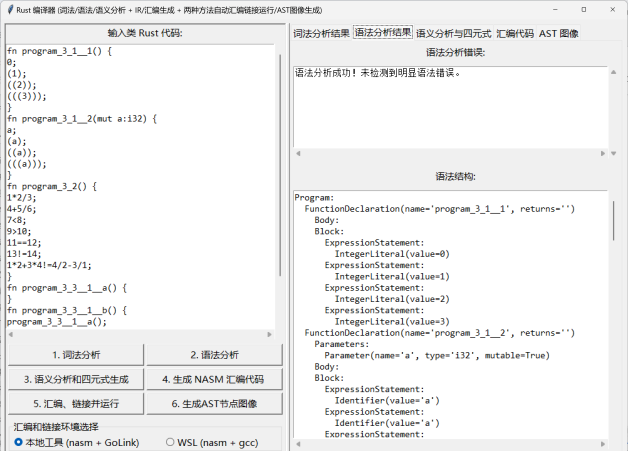 Rust 编译器 (词法/语法/语义分析 + IR/汇编生成 + 两种方法自动汇编链接运行/AST图像生成)
输入类 Rust 代码:
fn program_3_1__1() {
0;
(1);
((2));
(((3)));
}
fn program_3_1__2(mut a:i32) {
a;
(a);
((a));
(((a)));
}
fn program_3_2() {
1*2/3;
4+5/6;
7<8;
9>10;
11==12;
13!=14;
1*2+3*4!=4/2-3/1;
}
fn program_3_3__1__a() {
}
fn program_3_3__1__b() {
program_3_3__1__a();
1. 词法分析
2. 语法分析
3. 语义分析和四元式生成
4. 生成 NASM 汇编代码
5. 汇编、链接并运行
6. 生成AST节点图像
汇编和链接环境选择
本地工具 (nasm + GoLink)
WSL (nasm + gcc)
词法分析结果 语法分析结果 语义分析与四元式 汇编代码 AST 图像
语法分析错误:
语法分析成功! 未检测到明显语法错误。
语法结构:
Program:
FunctionDeclaration(name='program_3_1__1', returns='')
Body:
Block:
ExpressionStatement:
IntegerLiteral(value=0)
ExpressionStatement:
IntegerLiteral(value=1)
ExpressionStatement:
IntegerLiteral(value=2)
ExpressionStatement:
IntegerLiteral(value=3)
FunctionDeclaration(name='program_3_1__2', returns='')
Parameters:
Parameter(name='a', type='i32', mutable=True)
Body:
Block:
ExpressionStatement:
Identifier(value='a')
ExpressionStatement:
Identifier(value='a')
ExpressionStatement: